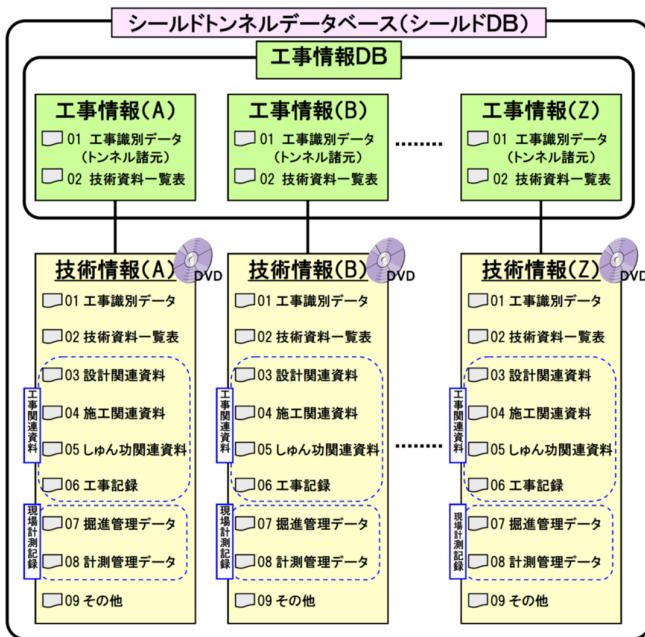 シールドトンネルデータベース(シールドDB)
工事情報DB
工事情報(A)
01 工事識別データ
(トンネル諸元)
02 技術資料一覧表
工事情報(B)
01 工事識別データ
(トンネル諸元)
02 技術資料一覧表
工事情報(Z)
01 工事識別データ
(トンネル諸元)
02 技術資料一覧表
技術情報(A)
DVD
01 工事識別データ
02 技術資料一覧表
工事関連資料
03 設計関連資料
04 施工関連資料
05 しゅん功関連資料
06 工事記録
現場計測記録
07 掘進管理データ
08 計測管理データ
09 その他
技術情報(B)
DVD
01 工事識別データ
02 技術資料一覧表
工事関連資料
03 設計関連資料
04 施工関連資料
05 しゅん功関連資料
06 工事記録
現場計測記録
07 掘進管理データ
08 計測管理データ
09 その他
技術情報(Z)
DVD
01 工事識別データ
02 技術資料一覧表
工事関連資料
03 設計関連資料
04 施工関連資料
05 しゅん功関連資料
06 工事記録
現場計測記録
07 掘進管理データ
08 計測管理データ
09 その他